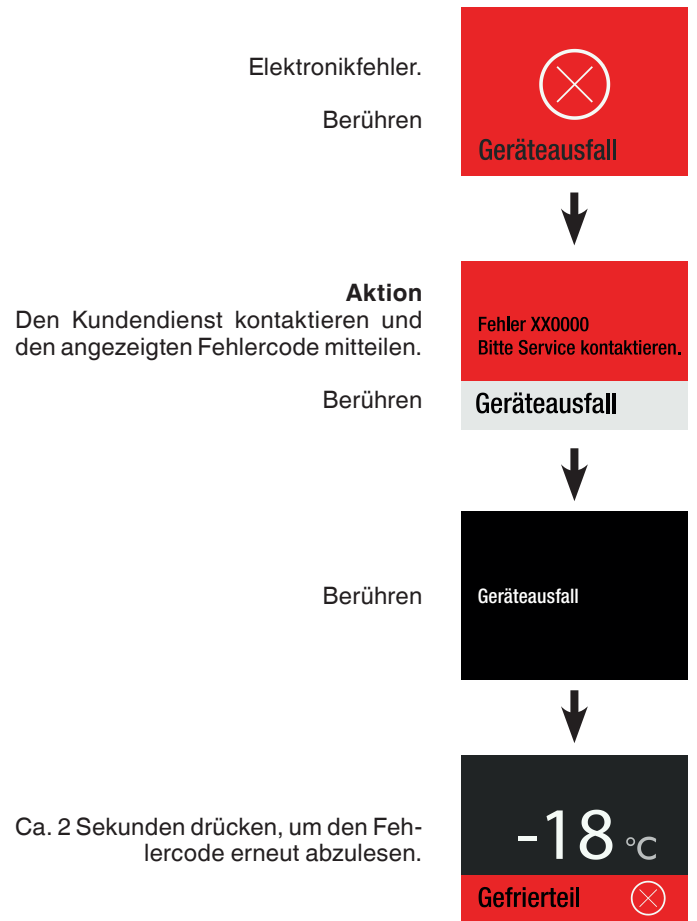 Elektronikfehler.
Berühren
Geräteausfall
Aktion
Den Kundendienst kontaktieren und
den angezeigten Fehlercode mitteilen.
Berühren
Fehler XX0000
Bitte Service kontaktieren.
Geräteausfall
Berühren
Geräteausfall
Ca. 2 Sekunden drücken, um den Feh-
lercode erneut abzulesen.
-18 °C
Gefrierteil